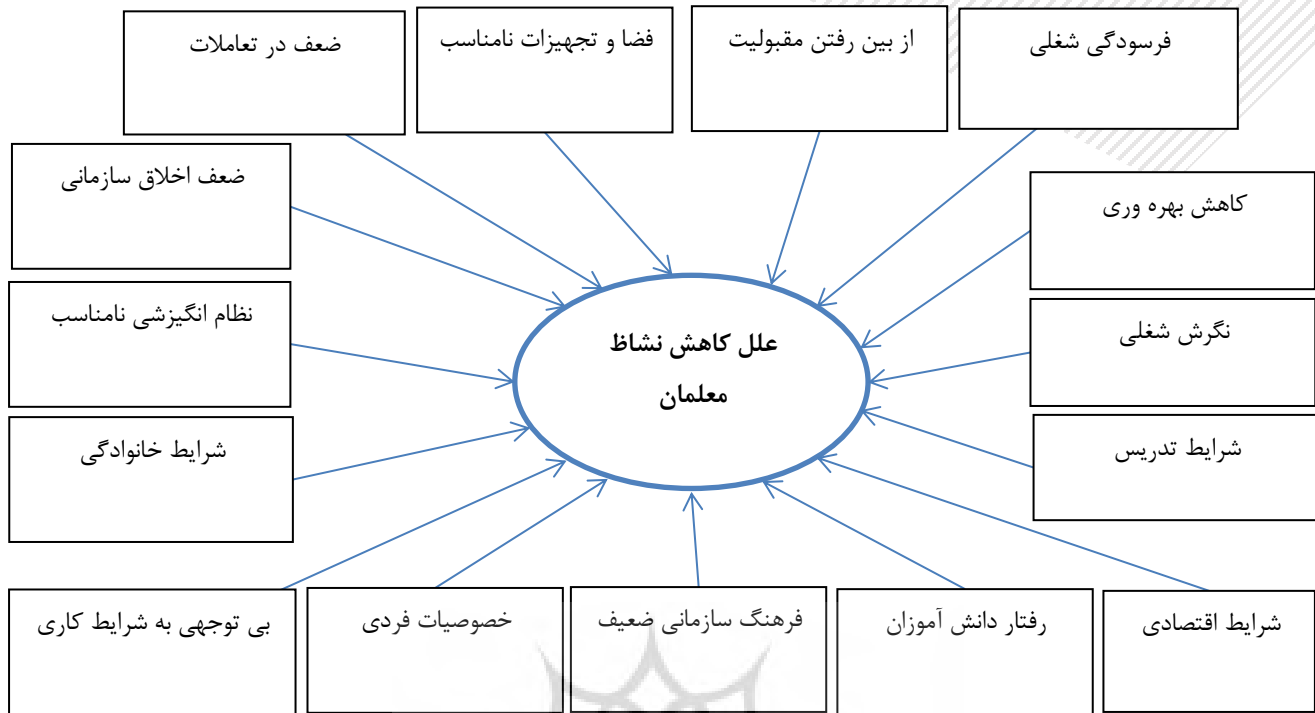 فرسودگی شغلی
از بین رفتن مقبولیت
فضا و تجهیزات نامناسب
ضعف در تعاملات
کاهش بهره وری
ضعف اخلاق سازمانی
نگرش شغلی
نظام انگیزشی نامناسب
علل کاهش نشاظ
معلمان
شرایط تدریس
شرایط خانوادگی
شرایط اقتصادی
رفتار دانش آموزان
فرهنگ سازمانی ضعیف
خصوصیات فردی
بی توجهی به شرایط کاری